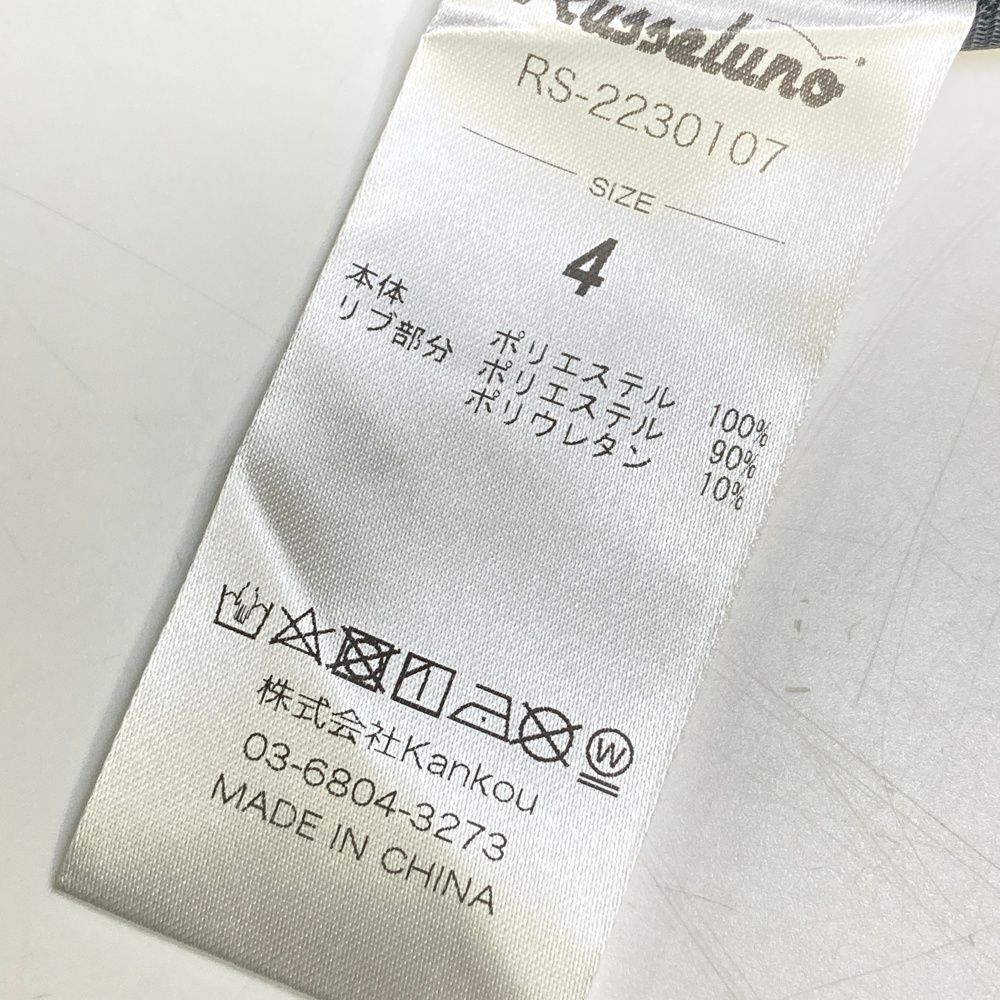 Russeluno
RS-2230107
SIZE
4
本体 ポリエステル 100%
リブ部分 ポリエステル 90%
ポリウレタン 10%
W
株式会社Kankou
03-6804-3273
MADE IN CHINA